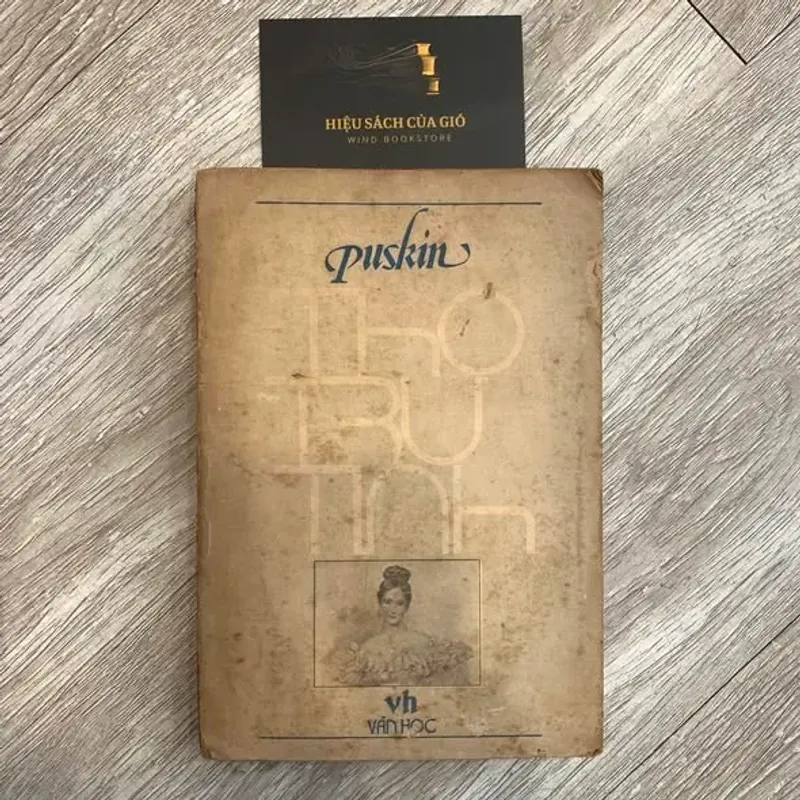 HIỆU SÁCH CỦA GIÓ
WIND BOOKSTORE
puskin
Thơ
TRỮ
Tình
vh
VĂN HỌC